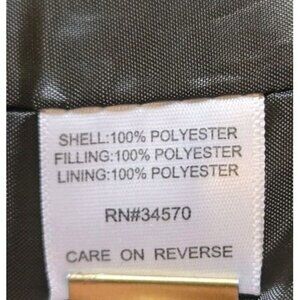 SHELL:100% POLYESTER
FILLING:100% POLYESTER
LINING:100% POLYESTER
RN#34570
CARE ON REVERSE